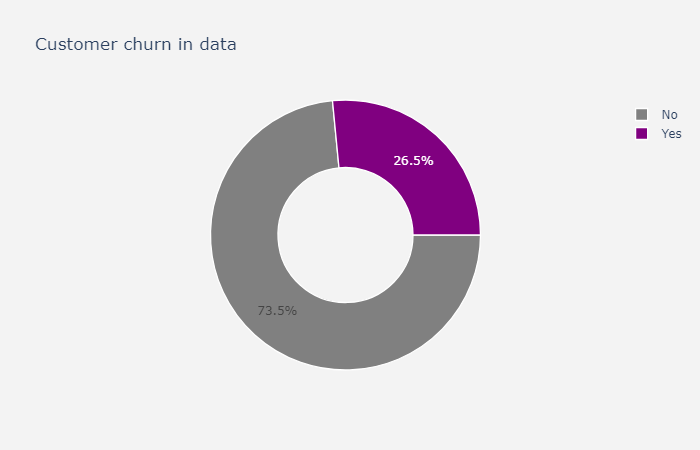 Customer churn in data
No
Yes
26.5%
73.5%